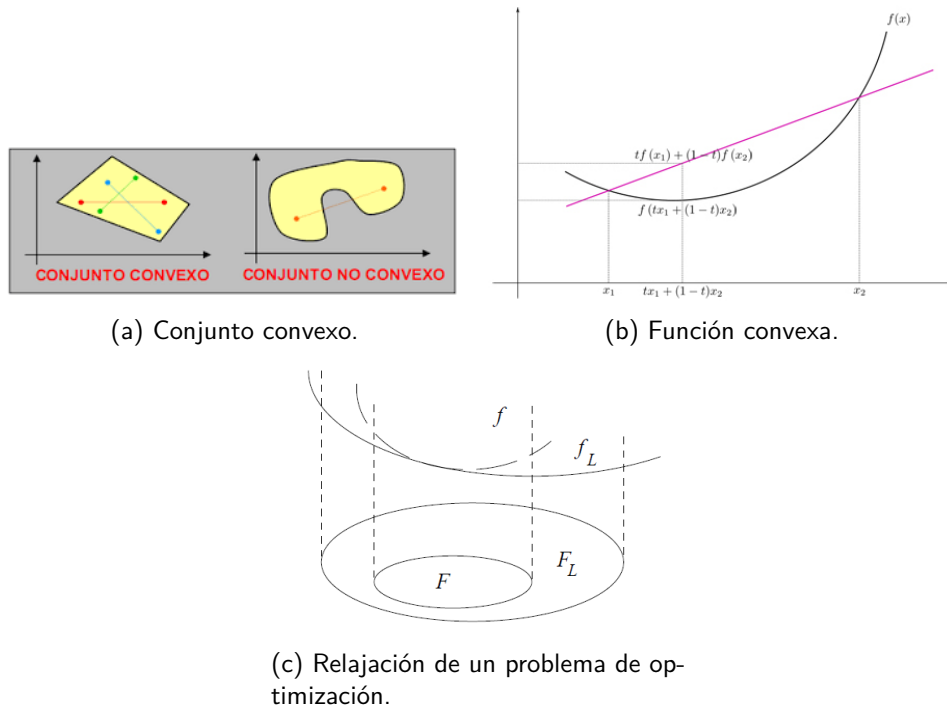 CONJUNTO CONVEXO
CONJUNTO NO CONVEXO
(a) Conjunto convexo.
f(x)
tf(x₁) + (1 − t)f(x₂)
f(tx₁ + (1 − t)x₂)
x₁
tx₁ + (1 − t)x₂
x₂
(b) Función convexa.
f
f_L
F_L
F
(c) Relajación de un problema de op-
timización.